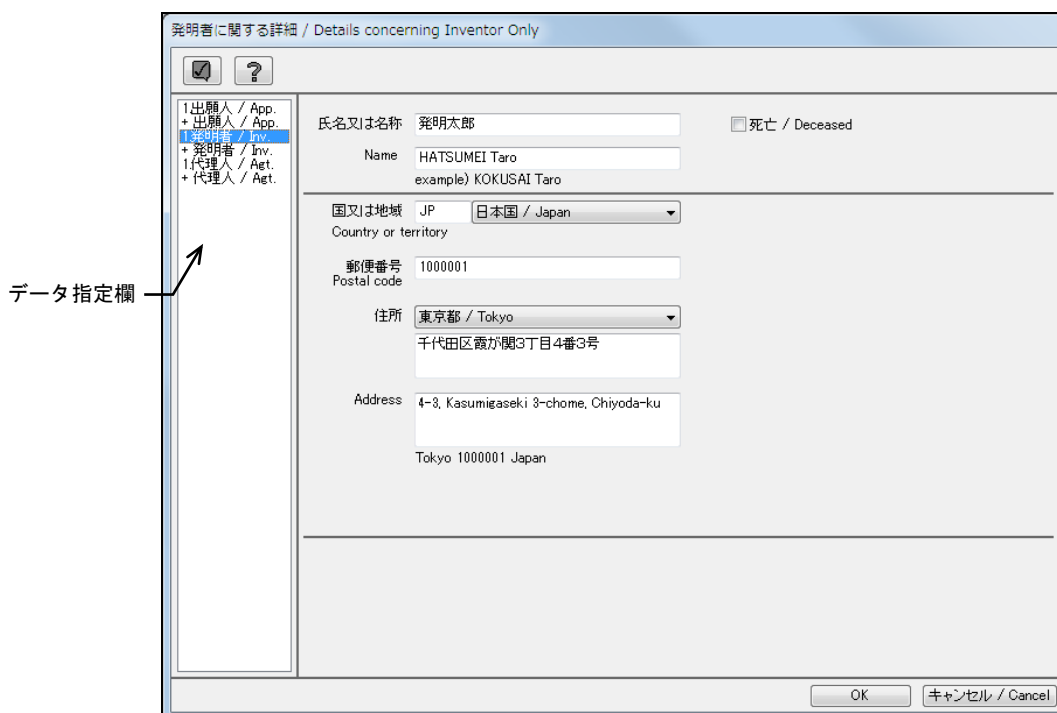 発明者に関する詳細 / Details concerning Inventor Only
1出願人 / App.
+ 出願人 / App.
1発明者 / Inv.
+ 発明者 / Inv.
1代理人 / Agt.
+ 代理人 / Agt.
データ指定欄
氏名又は名称 発明太郎 死亡 / Deceased
Name HATSUMEI Taro
example) KOKUSAI Taro
国又は地域 JP 日本国 / Japan
Country or territory
郵便番号 1000001
Postal code
住所 東京都 / Tokyo
千代田区霞が関3丁目4番3号
Address 4-3, Kasumigaseki 3-chome, Chiyoda-ku
Tokyo 1000001 Japan
OK キャンセル / Cancel